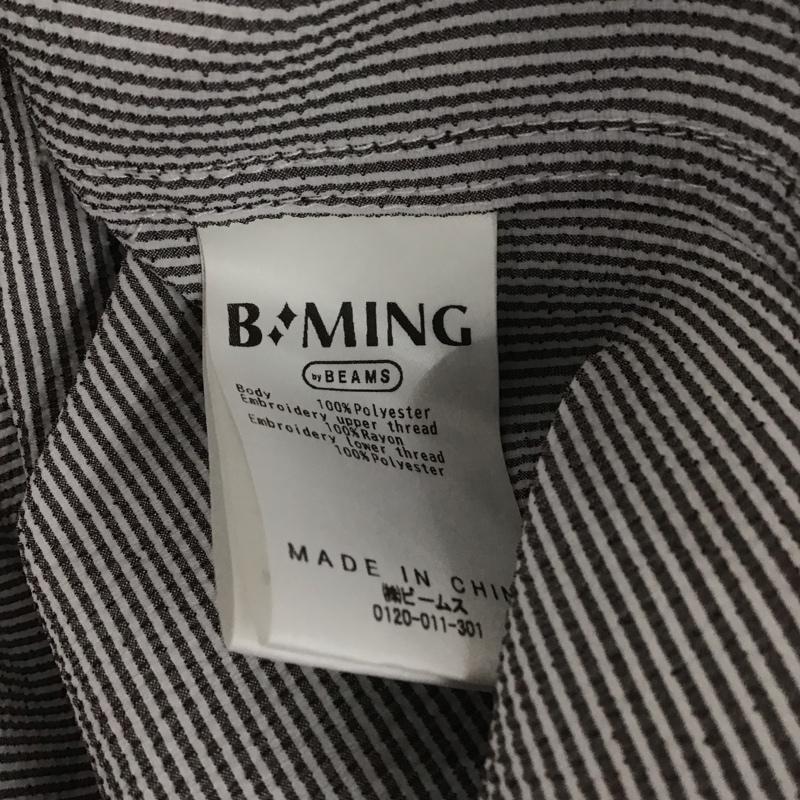 B:MING
by BEAMS
Body
100%Polyester
Embroidery upper thread
100%Rayon
Embroidery lower thread
100%Polyester
MADE IN CHIN
㈱ビームス
0120-011-301